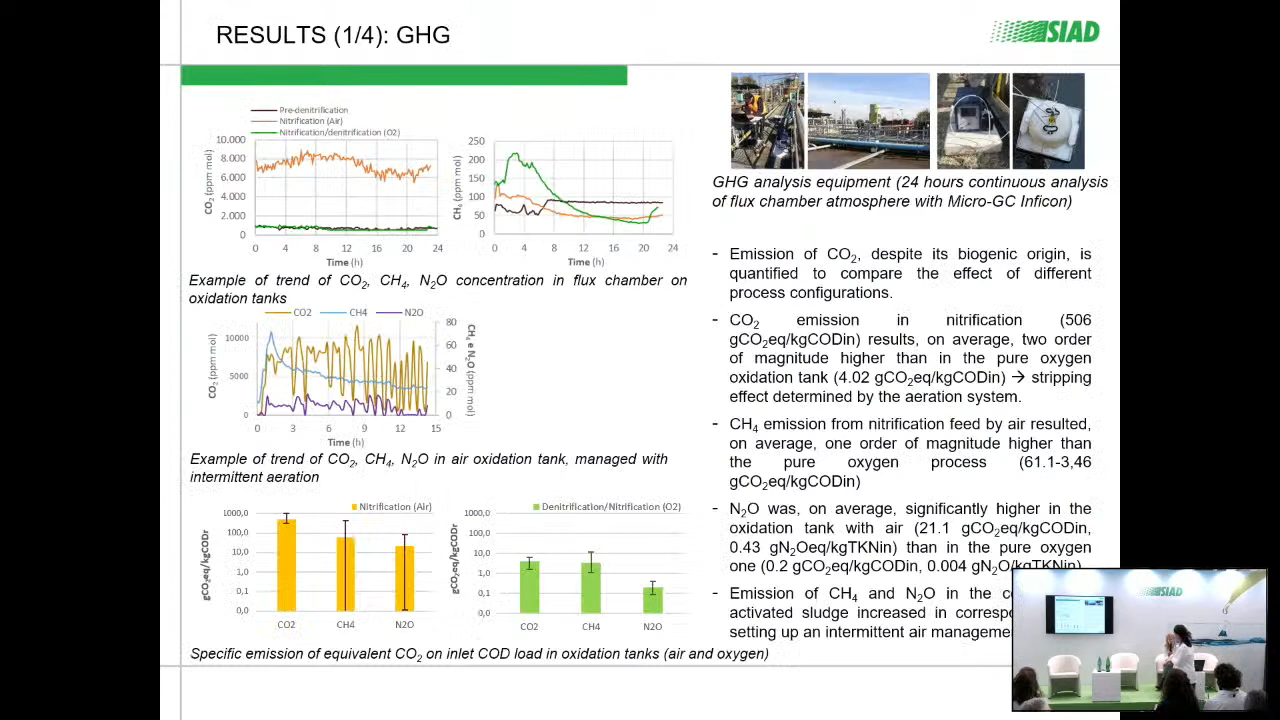 RESULTS (1/4): GHG
SIAD
Pre-denitrification
Nitrification (Air)
Nitrification/denitrification (O2)
10.000
8.000
6.000
4.000
2.000
0
CO2 (ppm mol)
0 4 8 12 16 20 24
Time (h)
250
200
150
100
50
0
CH4 (ppm mol)
0 4 8 12 16 20 24
Time (h)
Example of trend of CO2, CH4, N2O concentration in flux chamber on
oxidation tanks
CO2 CH4 N2O
10000
5000
0
CO2 (ppm mol)
80
60
40
20
0
CH4 e N2O (ppm mol)
0 3 6 9 12 15
Time (h)
Example of trend of CO2, CH4, N2O in air oxidation tank, managed with
intermittent aeration
Nitrification (Air)
1000,0
100,0
10,0
1,0
0,1
0,0
gCO2eq/kgCODr
CO2 CH4 N2O
Denitrification/Nitrification (O2)
1000,0
100,0
10,0
1,0
0,1
0,0
gCO2eq/kgCODr
CO2 CH4 N2O
Specific emission of equivalent CO2 on inlet COD load in oxidation tanks (air and oxygen)
GHG analysis equipment (24 hours continuous analysis
of flux chamber atmosphere with Micro-GC Inficon)
- Emission of CO2, despite its biogenic origin, is
quantified to compare the effect of different
process configurations.
- CO2 emission in nitrification (506
gCO2eq/kgCODin) results, on average, two order
of magnitude higher than in the pure oxygen
oxidation tank (4.02 gCO2eq/kgCODin) → stripping
effect determined by the aeration system.
- CH4 emission from nitrification feed by air resulted,
on average, one order of magnitude higher than
the pure oxygen process (61.1-3,46
gCO2eq/kgCODin)
- N2O was, on average, significantly higher in the
oxidation tank with air (21.1 gCO2eq/kgCODin,
0.43 gN2Oeq/kgTKNin) than in the pure oxygen
one (0.2 gCO2eq/kgCODin, 0.004 gN2O/kgTKNin)
- Emission of CH4 and N2O in the
activated sludge increased in
setting up an intermittent air
SIAD